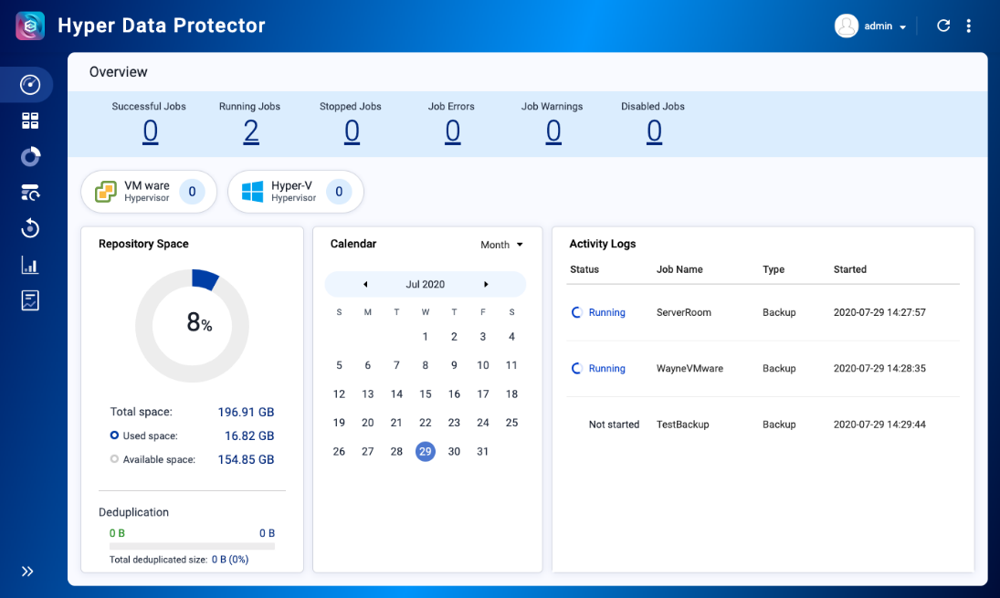 Hyper Data Protector
admin
Overview
Successful Jobs Running Jobs Stopped Jobs Job Errors Job Warnings Disabled Jobs
0 2 0 0 0 0
VM ware
Hypervisor
0
Hyper-V
Hypervisor
0
Repository Space
8%
Total space: 196.91 GB
Used space: 16.82 GB
Available space: 154.85 GB
Deduplication
0 B 0 B
Total deduplicated size: 0 B (0%)
Calendar Month
Jul 2020
S M T W T F S
1 2 3 4
5 6 7 8 9 10 11
12 13 14 15 16 17 18
19 20 21 22 23 24 25
26 27 28 29 30 31
Activity Logs
Status Job Name Type Started
Running ServerRoom Backup 2020-07-29 14:27:57
Running WayneVMware Backup 2020-07-29 14:28:35
Not started TestBackup Backup 2020-07-29 14:29:44